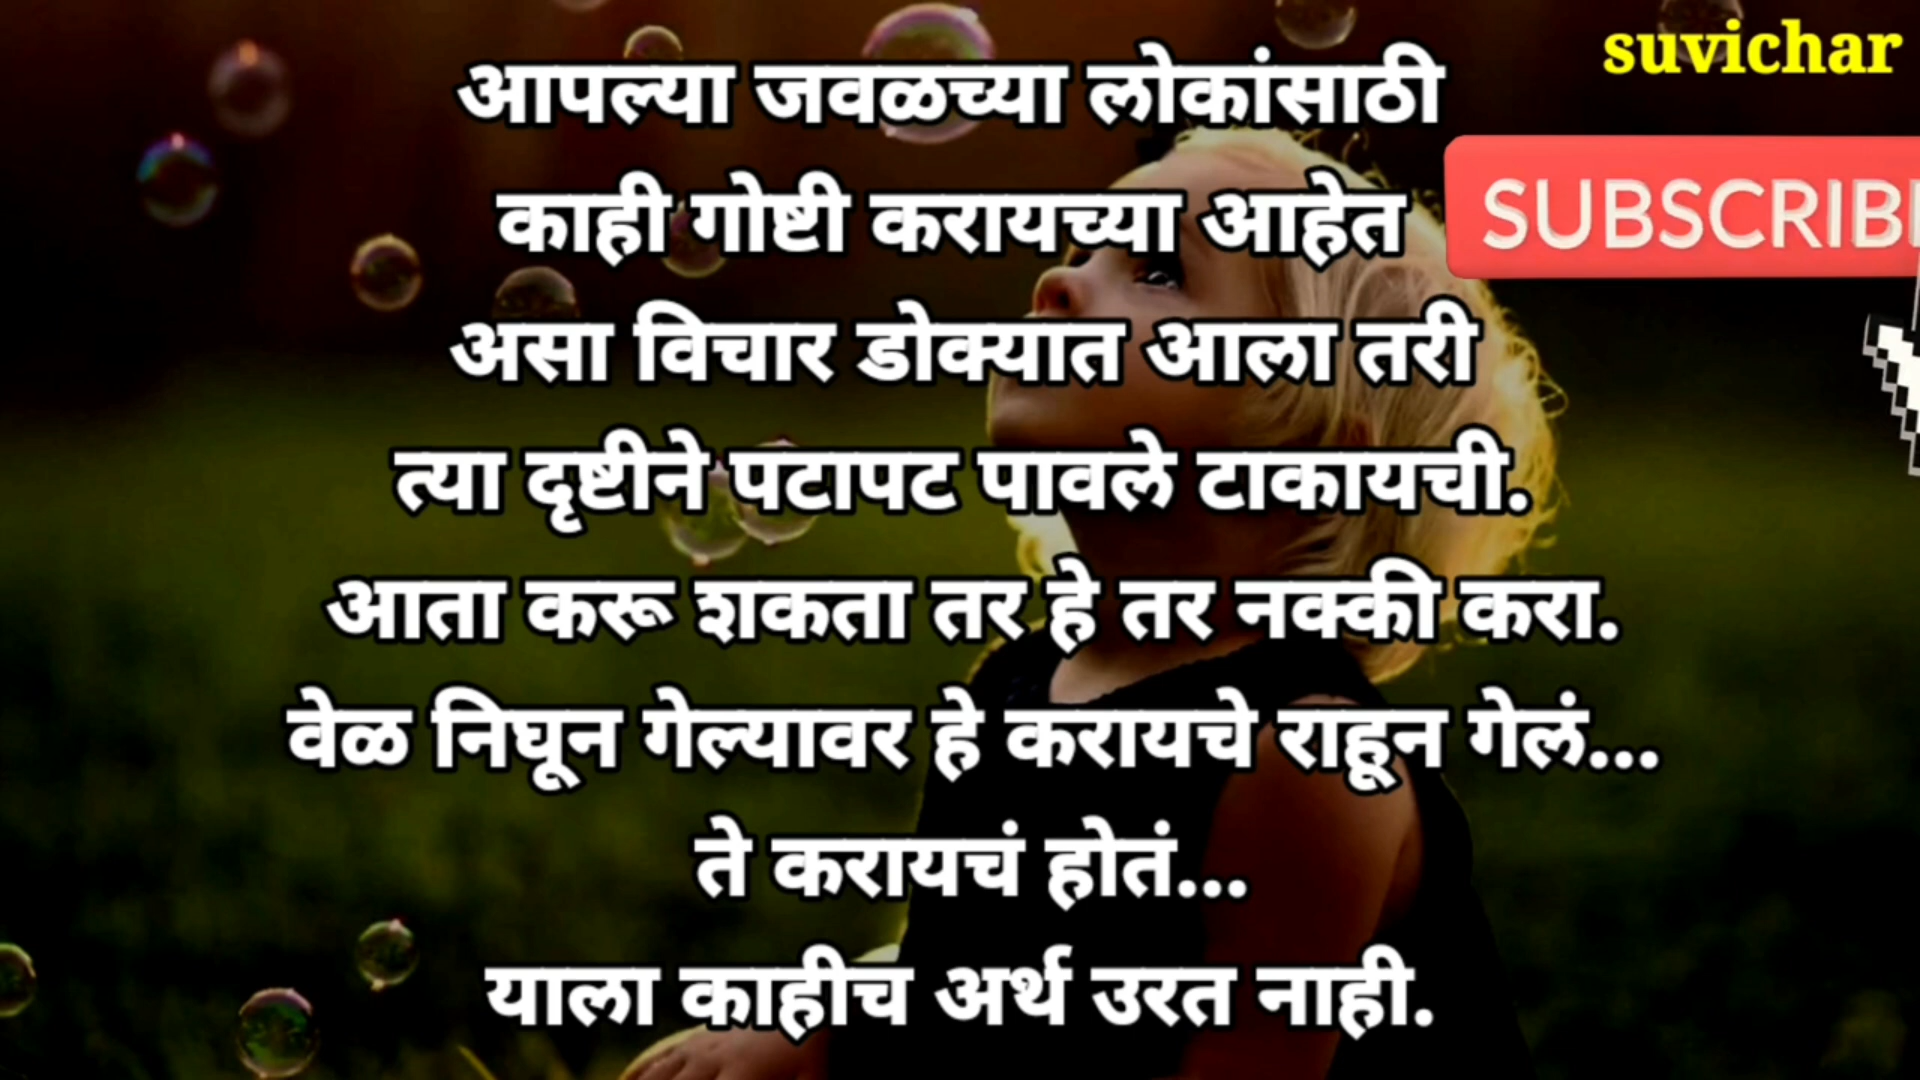 suvichar
आपल्या जवळच्या लोकांसाठी
काही गोष्टी करायच्या आहेत
SUBSCRIBE
असा विचार डोक्यात आला तरी
त्या दृष्टीने पटापट पावले टाकायची.
आता करू शकता तर हे तर नक्की करा.
वेळ निघून गेल्यावर हे करायचे राहून गेलं...
ते करायचं होतं...
याला काहीच अर्थ उरत नाही.